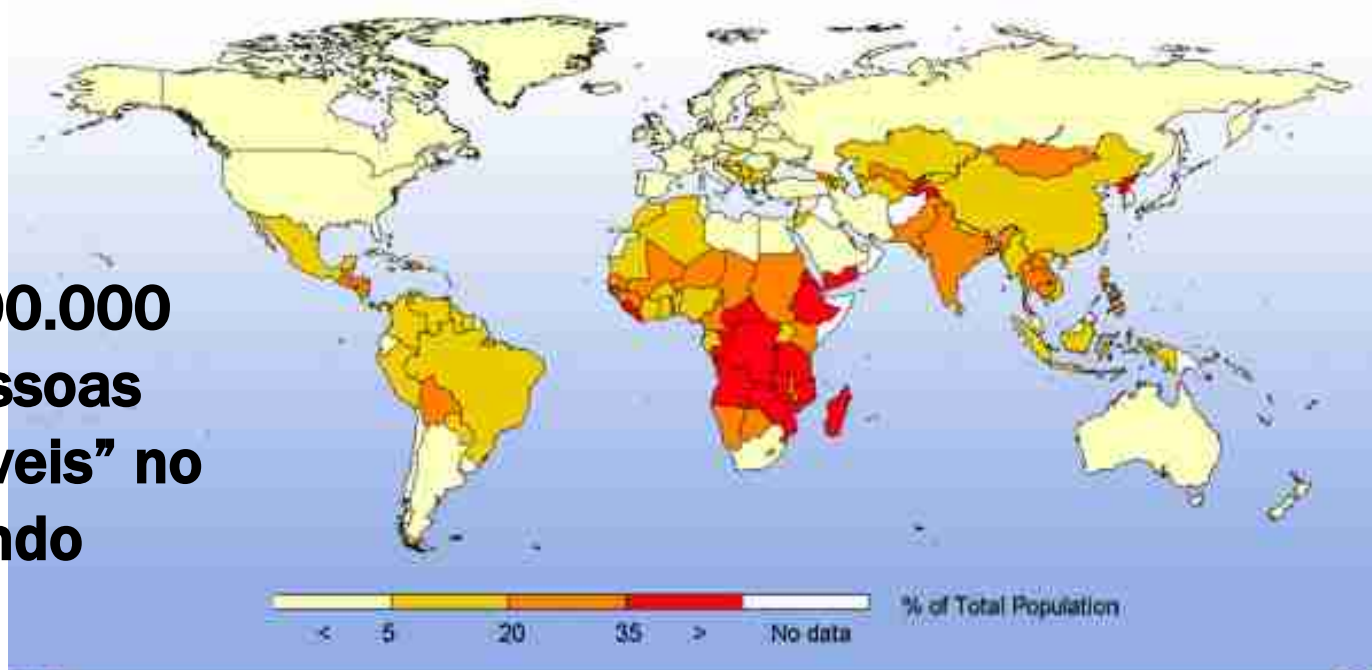 00.000
ssoas
veis” no
ndo
% of Total Population
< 5 20 35 > No data